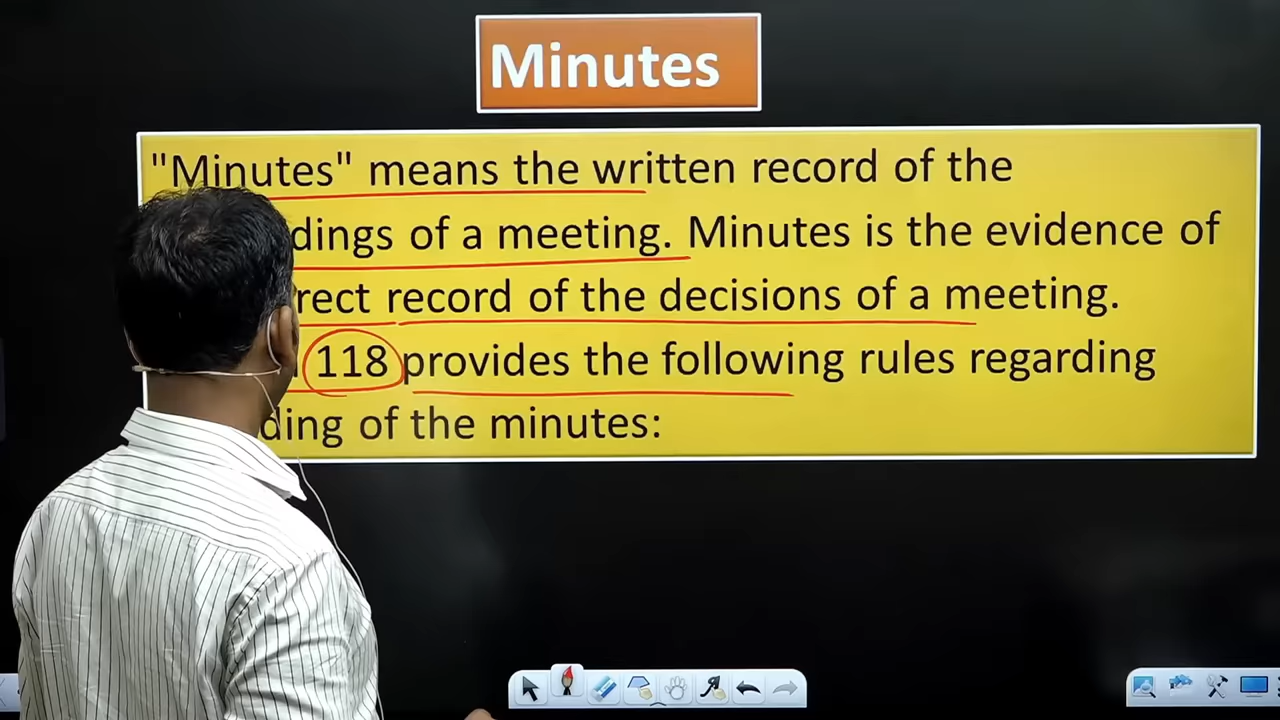 Minutes
"Minutes" means the written record of the
dings of a meeting. Minutes is the evidence of
rect record of the decisions of a meeting.
118 provides the following rules regarding
ding of the minutes: